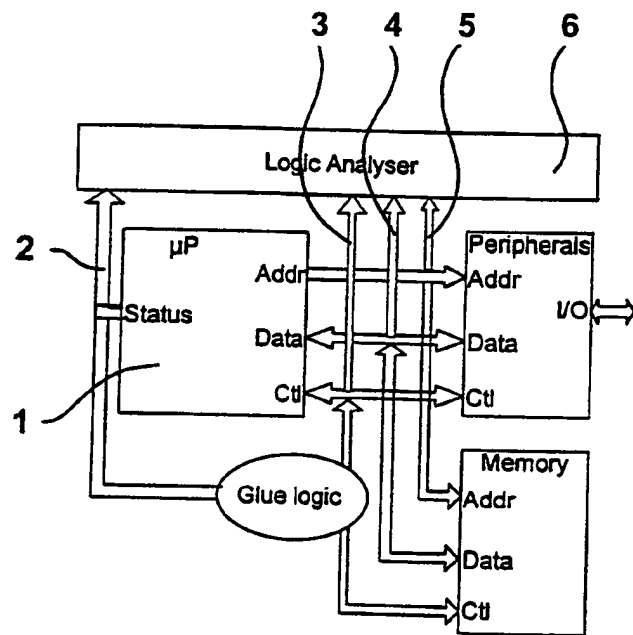 3 4 5 6
Logic Analyser
2
µP
Peripherals
Addr
Addr
I/O
Status
Data
Data
1
Ctl
Ctl
Memory
Glue logic
Addr
Data
Ctl